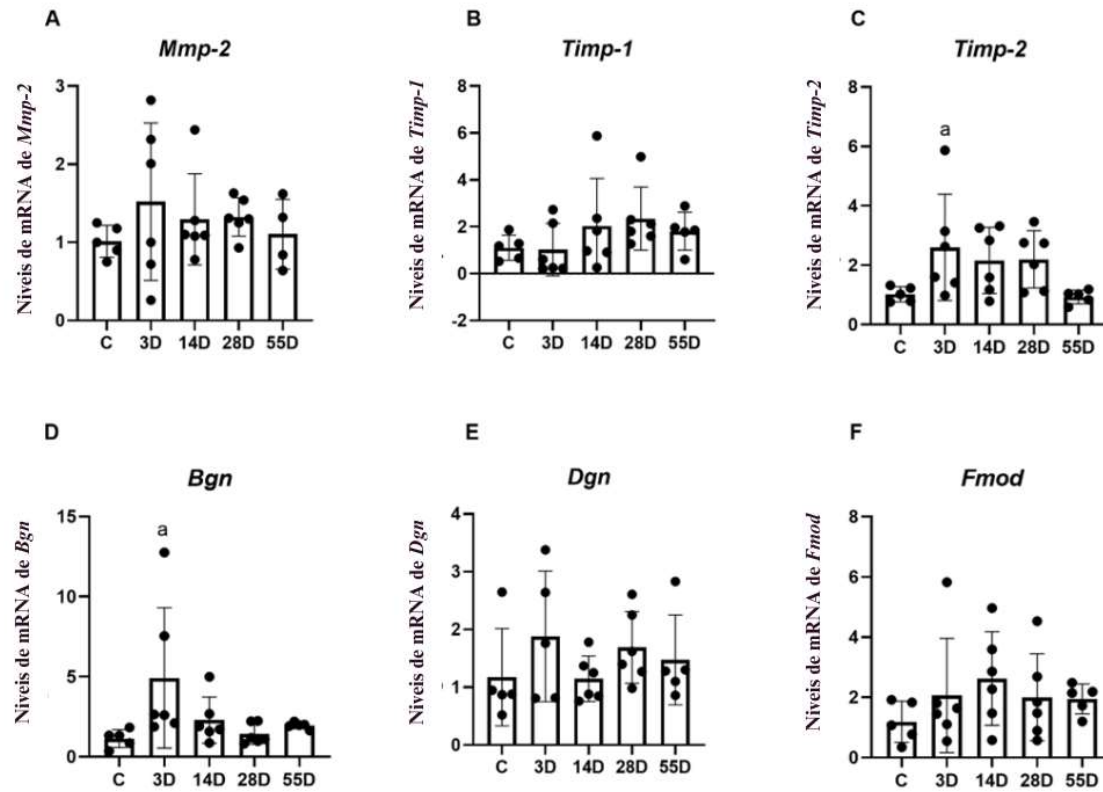 A
Mmp-2
Niveis de mRNA de Mmp-2
3
2
1
0
C 3D 14D 28D 55D
B
Timp-1
Niveis de mRNA de Timp-1
8
6
4
2
0
-2
C 3D 14D 28D 55D
C
Timp-2
Niveis de mRNA de Timp-2
8
6
4
2
0
a
C 3D 14D 28D 55D
D
Bgn
Niveis de mRNA de Bgn
15
10
5
0
a
C 3D 14D 28D 55D
E
Dgn
Niveis de mRNA de Dgn
4
3
2
1
0
C 3D 14D 28D 55D
F
Fmod
Niveis de mRNA de Fmod
8
6
4
2
0
C 3D 14D 28D 55D